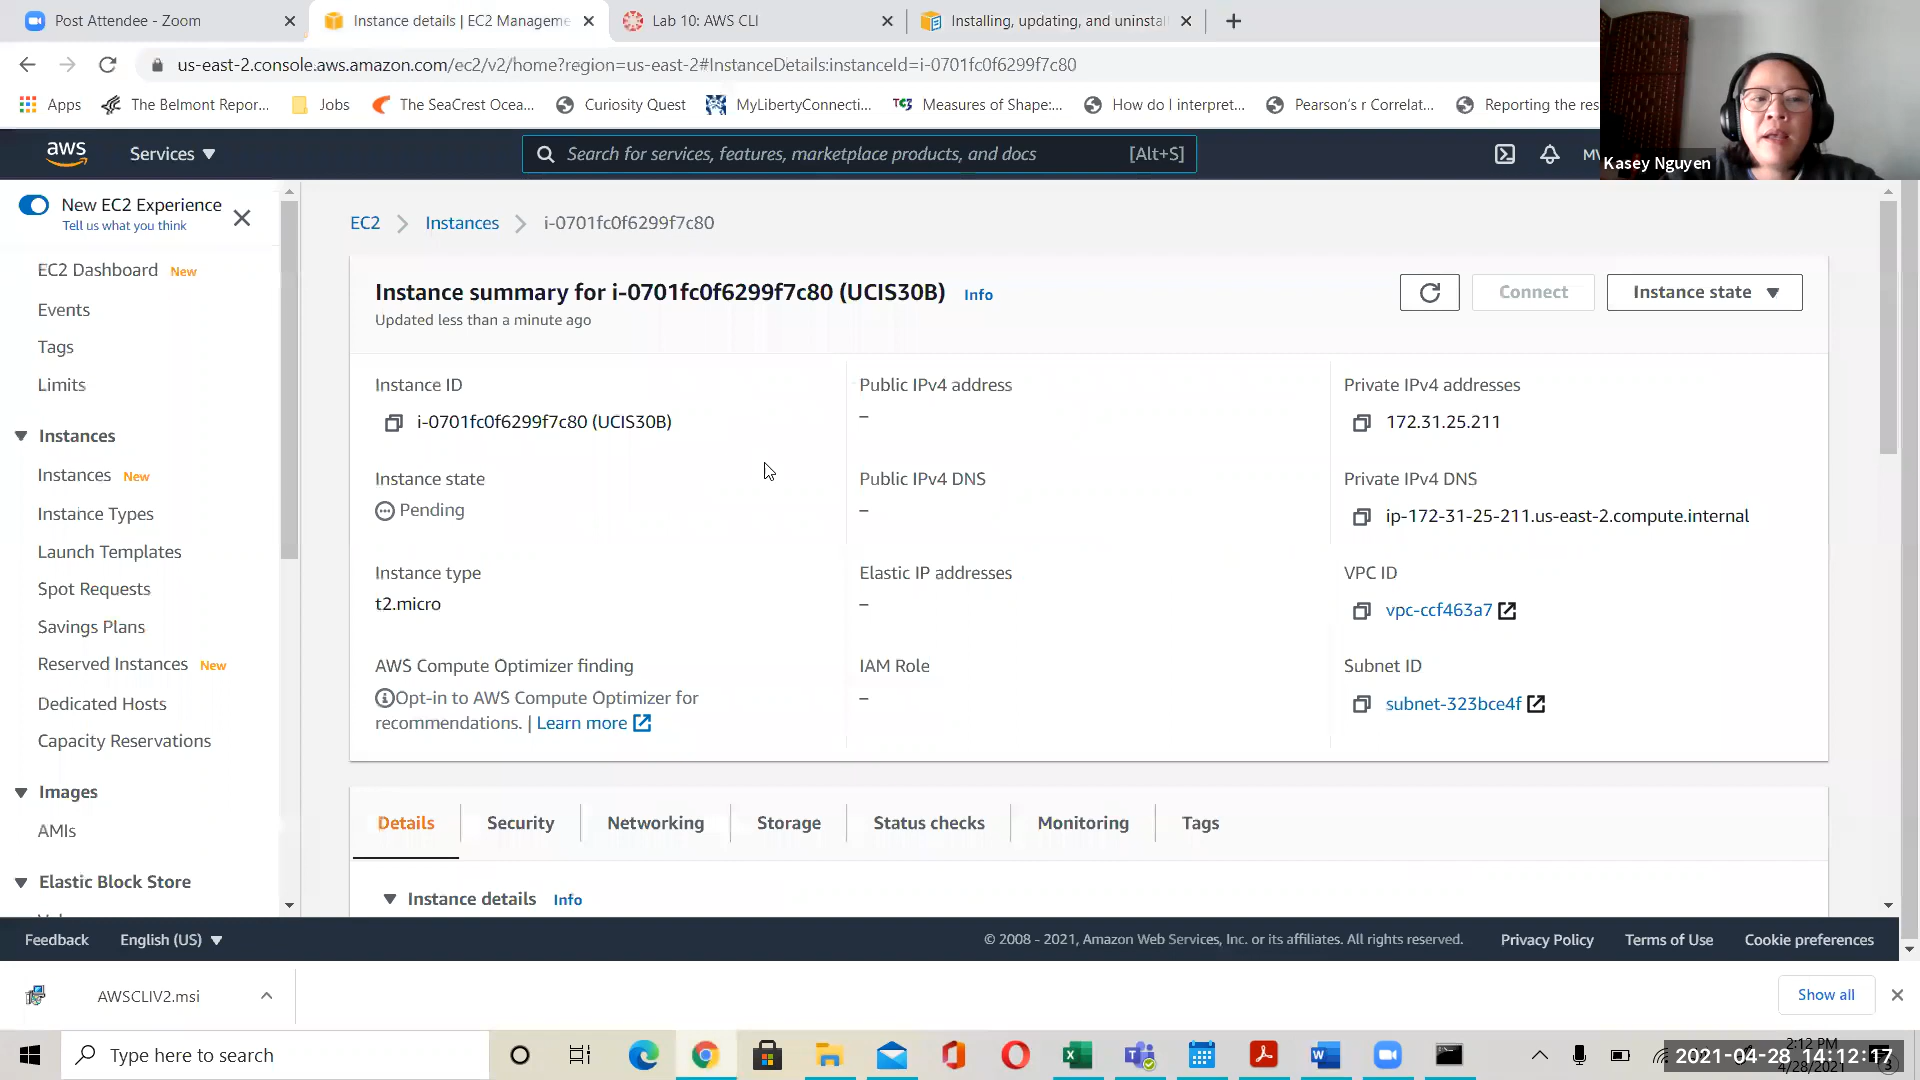 Post Attendee - Zoom
Instance details | EC2 Manageme
Lab 10: AWS CLI
Installing, updating, and uninstal
us-east-2.console.aws.amazon.com/ec2/v2/home?region=us-east-2#InstanceDetails:instanceId=i-0701fc0f6299f7c80
Apps
The Belmont Repor...
Jobs
The SeaCrest Ocea...
Curiosity Quest
MyLibertyConnecti...
Measures of Shape:...
How do I interpret...
Pearson's r Correlat...
Reporting the res
Kasey Nguyen
aws
Services
Search for services, features, marketplace products, and docs
[Alt+S]
New EC2 Experience
Tell us what you think
EC2 Dashboard New
Events
Tags
Limits
Instances
Instances New
Instance Types
Launch Templates
Spot Requests
Savings Plans
Reserved Instances New
Dedicated Hosts
Capacity Reservations
Images
AMIs
Elastic Block Store
EC2 > Instances > i-0701fc0f6299f7c80
Instance summary for i-0701fc0f6299f7c80 (UCIS30B) Info
Updated less than a minute ago
Connect
Instance state
Instance ID
i-0701fc0f6299f7c80 (UCIS30B)
Public IPv4 address
–
Private IPv4 addresses
172.31.25.211
Instance state
Pending
Public IPv4 DNS
–
Private IPv4 DNS
ip-172-31-25-211.us-east-2.compute.internal
Instance type
t2.micro
Elastic IP addresses
–
VPC ID
vpc-ccf463a7
AWS Compute Optimizer finding
Opt-in to AWS Compute Optimizer for
recommendations. | Learn more
IAM Role
–
Subnet ID
subnet-323bce4f
Details
Security
Networking
Storage
Status checks
Monitoring
Tags
Instance details Info
Feedback
English (US)
© 2008 - 2021, Amazon Web Services, Inc. or its affiliates. All rights reserved.
Privacy Policy
Terms of Use
Cookie preferences
AWSCLIV2.msi
Show all
Type here to search
2:12 PM
2021-04-28 14:12:17
4/28/2021